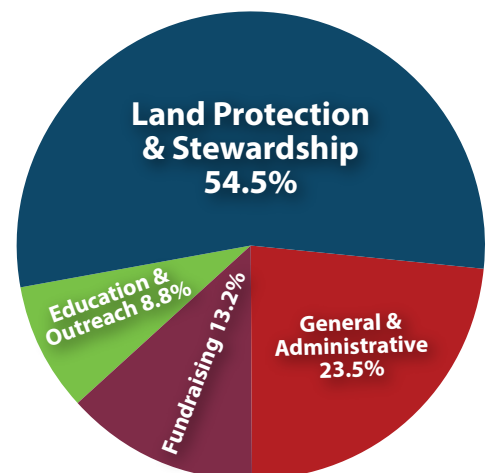 Land Protection
& Stewardship
54.5%
Education &
Outreach 8.8%
Fundraising 13.2%
General &
Administrative
23.5%